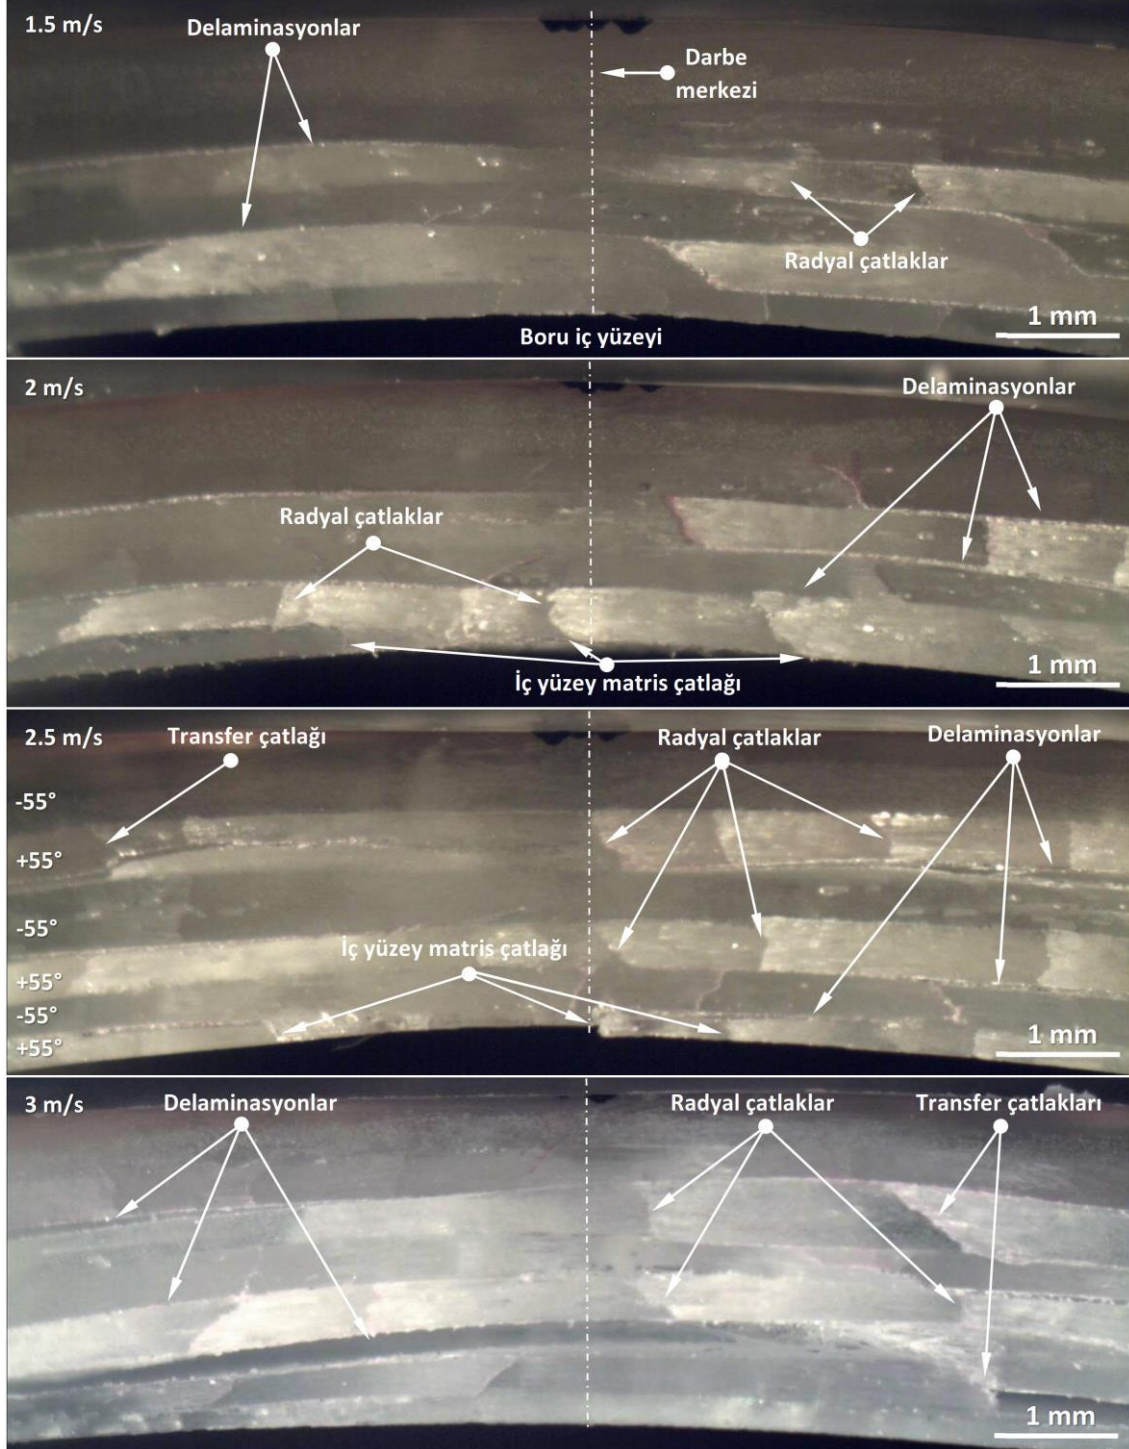 1.5 m/s
Delaminasyonlar
Darbe
merkezi
Radyal çatlaklar
1 mm
Boru iç yüzeyi
2 m/s
Delaminasyonlar
Radyal çatlaklar
1 mm
İç yüzey matris çatlağı
2.5 m/s
Transfer çatlağı
Radyal çatlaklar
Delaminasyonlar
-55°
+55°
-55°
İç yüzey matris çatlağı
+55°
-55°
+55°
1 mm
3 m/s
Delaminasyonlar
Radyal çatlaklar
Transfer çatlakları
1 mm